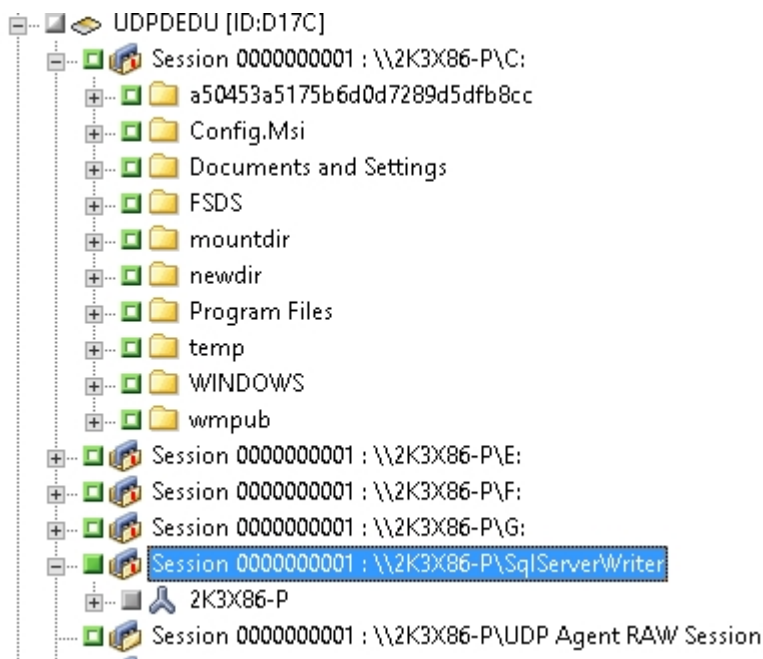 UDPDEDU [ID:D17C]
Session 0000000001 : \\2K3X86-P\C:
a50453a5175b6d0d7289d5dfb8cc
Config.Msi
Documents and Settings
FSDS
mountdir
newdir
Program Files
temp
WINDOWS
wmpub
Session 0000000001 : \\2K3X86-P\E:
Session 0000000001 : \\2K3X86-P\F:
Session 0000000001 : \\2K3X86-P\G:
Session 0000000001 : \\2K3X86-P\SqlServerWriter
2K3X86-P
Session 0000000001 : \\2K3X86-P\UDP Agent RAW Session